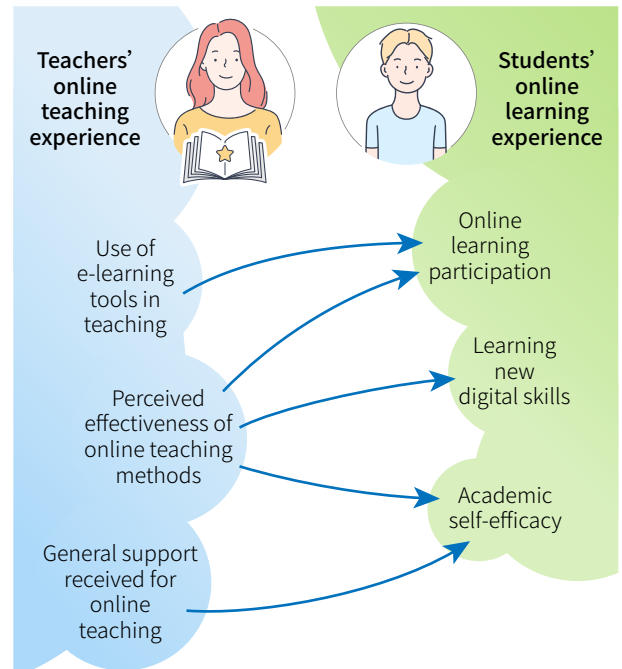 Teachers’
online
teaching
experience
Students’
online
learning
experience
Use of
e-learning
tools in
teaching
Perceived
effectiveness of
online teaching
methods
General support
received for
online
teaching
Online
learning
participation
Learning
new
digital skills
Academic
self-efficacy